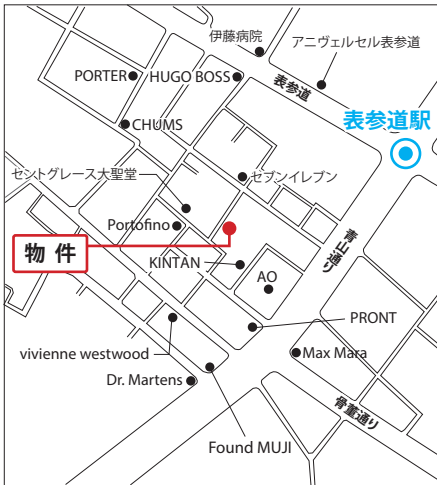 伊藤病院
アニヴェルセル表参道
PORTER
HUGO BOSS
表参道
CHUMS
表参道駅
セントグレース大聖堂
セブンイレブン
Portofino
物件
青山通り
KINTAN
AO
PRONT
vivienne westwood
Max Mara
Dr. Martens
骨董通り
Found MUJI